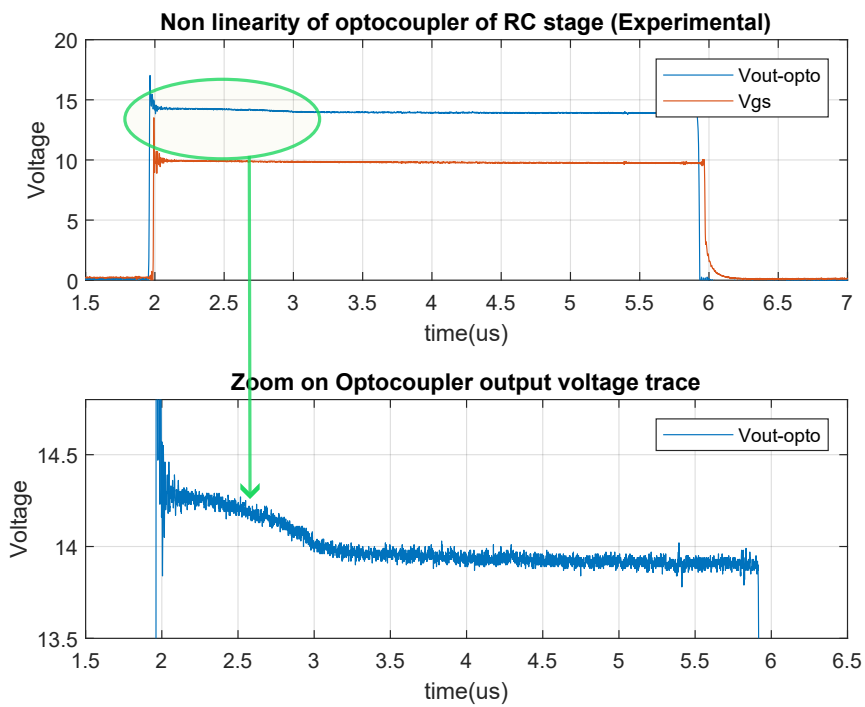 Non linearity of optocoupler of RC stage (Experimental)
20
15
10
5
0
Voltage
Vout-opto
Vgs
1.5 2 2.5 3 3.5 4 4.5 5 5.5 6 6.5 7
time(us)
Zoom on Optocoupler output voltage trace
14.5
14
13.5
Voltage
Vout-opto
1.5 2 2.5 3 3.5 4 4.5 5 5.5 6 6.5
time(us)